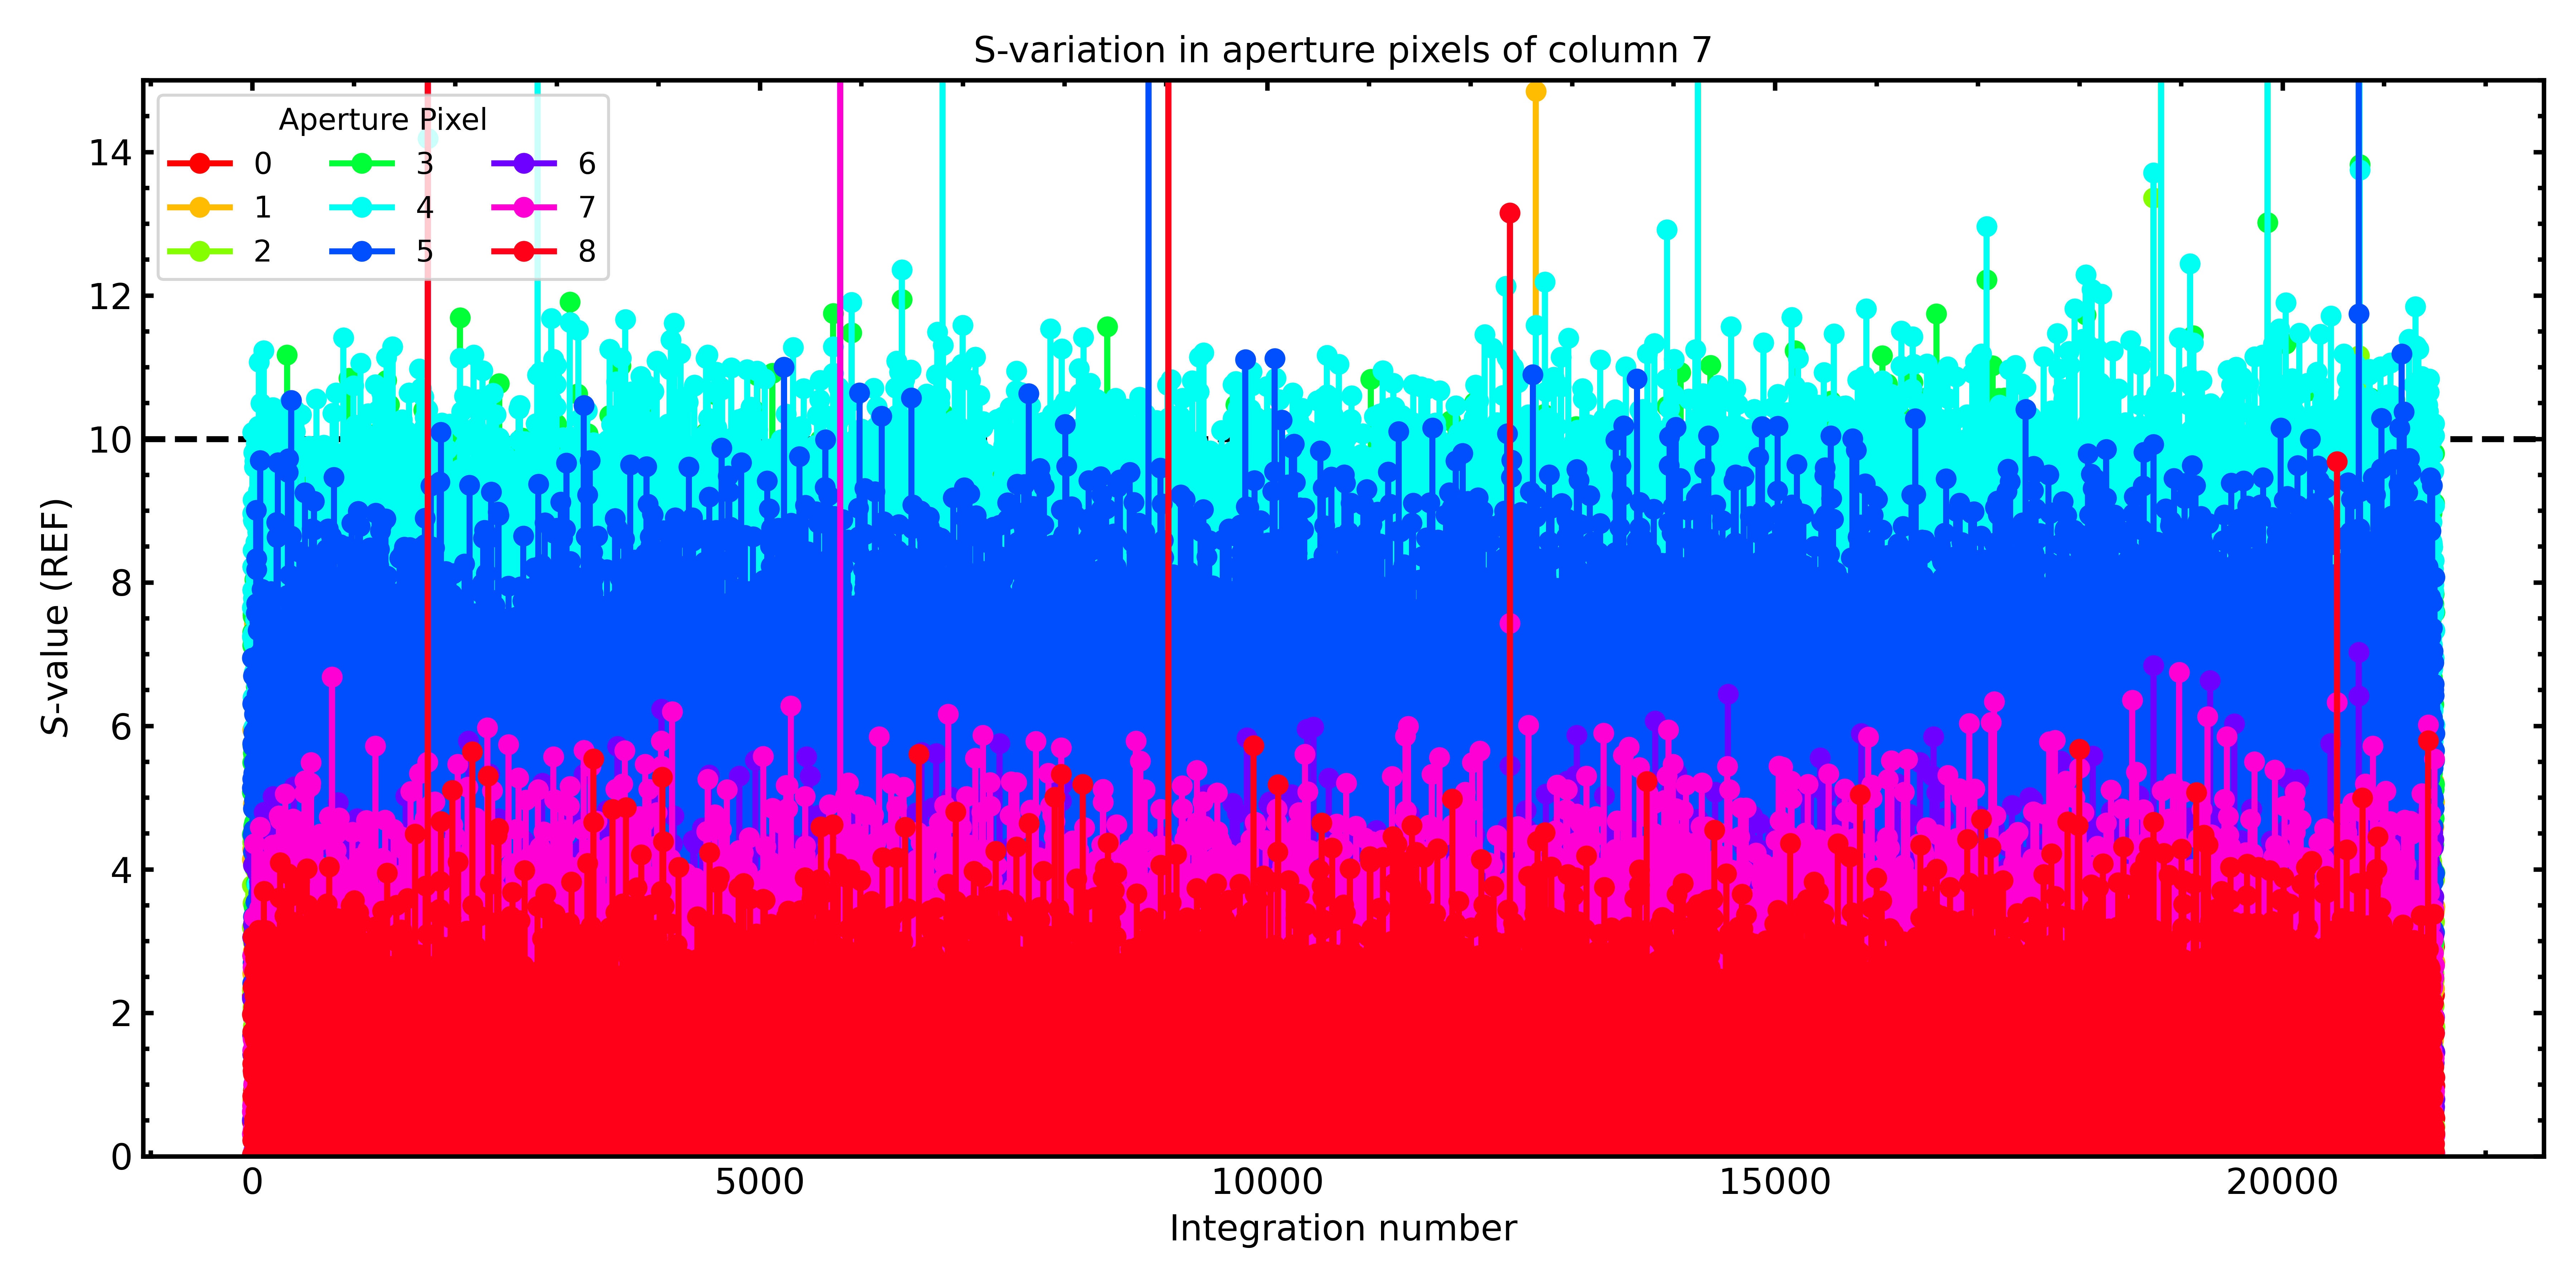 S-variation in aperture pixels of column 7
Aperture Pixel
0 3 6
1 4 7
2 5 8
14
12
10
8
6
4
2
0
S-value (REF)
0 5000 10000 15000 20000
Integration number